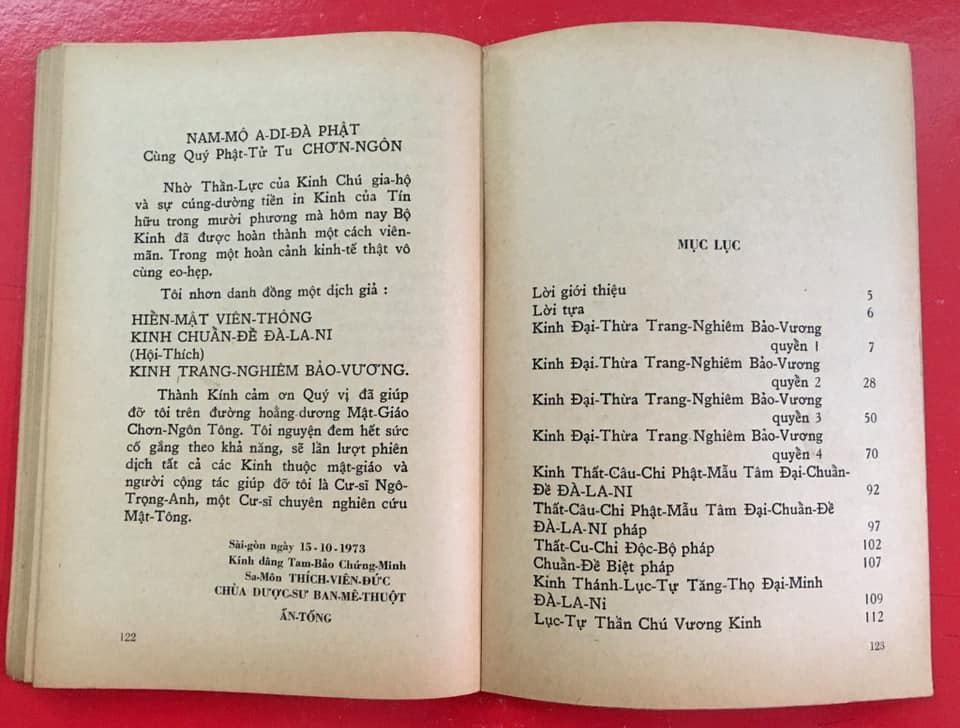 NAM-MÔ A-DI-ĐÀ PHẬT
Cùng Quý Phật-Tử Tu CHƠN-NGÔN
Nhờ Thần-Lực của Kinh Chú gia-hộ
và sự cúng-dường tiền in Kinh của Tín
hữu trong mười phương mà hôm nay Bộ
Kinh đã được hoàn thành một cách viên-
mãn. Trong một hoàn cảnh kinh-tế thật vô
cùng eo-hẹp.
Tôi nhơn danh đồng một dịch giả :
HIỀN-MẬT VIÊN-THÔNG
KINH CHUẦN-ĐỀ ĐÀ-LA-NI
(Hội-Thích)
KINH TRANG-NGHIÊM BẢO-VƯƠNG.
Thành Kính cảm ơn Quý vị đã giúp
đỡ tôi trên đường hoằng-dương Mật-Giáo
Chơn-Ngôn Tông. Tôi nguyện đem hết sức
cố gắng theo khả năng, sẽ lần lượt phiên
dịch tất cả các Kinh thuộc mật-giáo và
người cộng tác giúp đỡ tôi là Cư-sĩ Ngô-
Trọng-Anh, một Cư-sĩ chuyên nghiên cứu
Mật-Tông.
Sài-gòn ngày 15-10-1973
Kính dâng Tam-Bảo Chứng-Minh
Sa-Môn THÍCH-VIÊN-ĐỨC
CHÙA DƯỢC-SƯ BAN-MÊ-THUỘT
ẤN-TỐNG
122
MỤC LỤC
Lời giới thiệu 5
Lời tựa 6
Kinh Đại-Thừa Trang-Nghiêm Bảo-Vương
quyền 1 7
Kinh Đại-Thừa Trang-Nghiêm Bảo-Vương
quyền 2 28
Kinh Đại-Thừa Trang-Nghiêm Bảo-Vương
quyền 3 50
Kinh Đại-Thừa Trang-Nghiêm Bảo-Vương
quyền 4 70
Kinh Thất-Câu-Chi Phật-Mẫu Tâm Đại-Chuần-
Đề ĐÀ-LA-NI 92
Thất-Câu-Chi Phật-Mẫu Tâm Đại-Chuần-Đề
ĐÀ-LA-NI pháp 97
Thất-Cu-Chi Độc-Bộ pháp 102
Chuần-Đề Biệt pháp 107
Kinh Thánh-Lục-Tự Tăng-Thọ Đại-Minh
ĐÀ-LA-Ni 109
Lục-Tự Thần Chú Vương Kinh 112
123